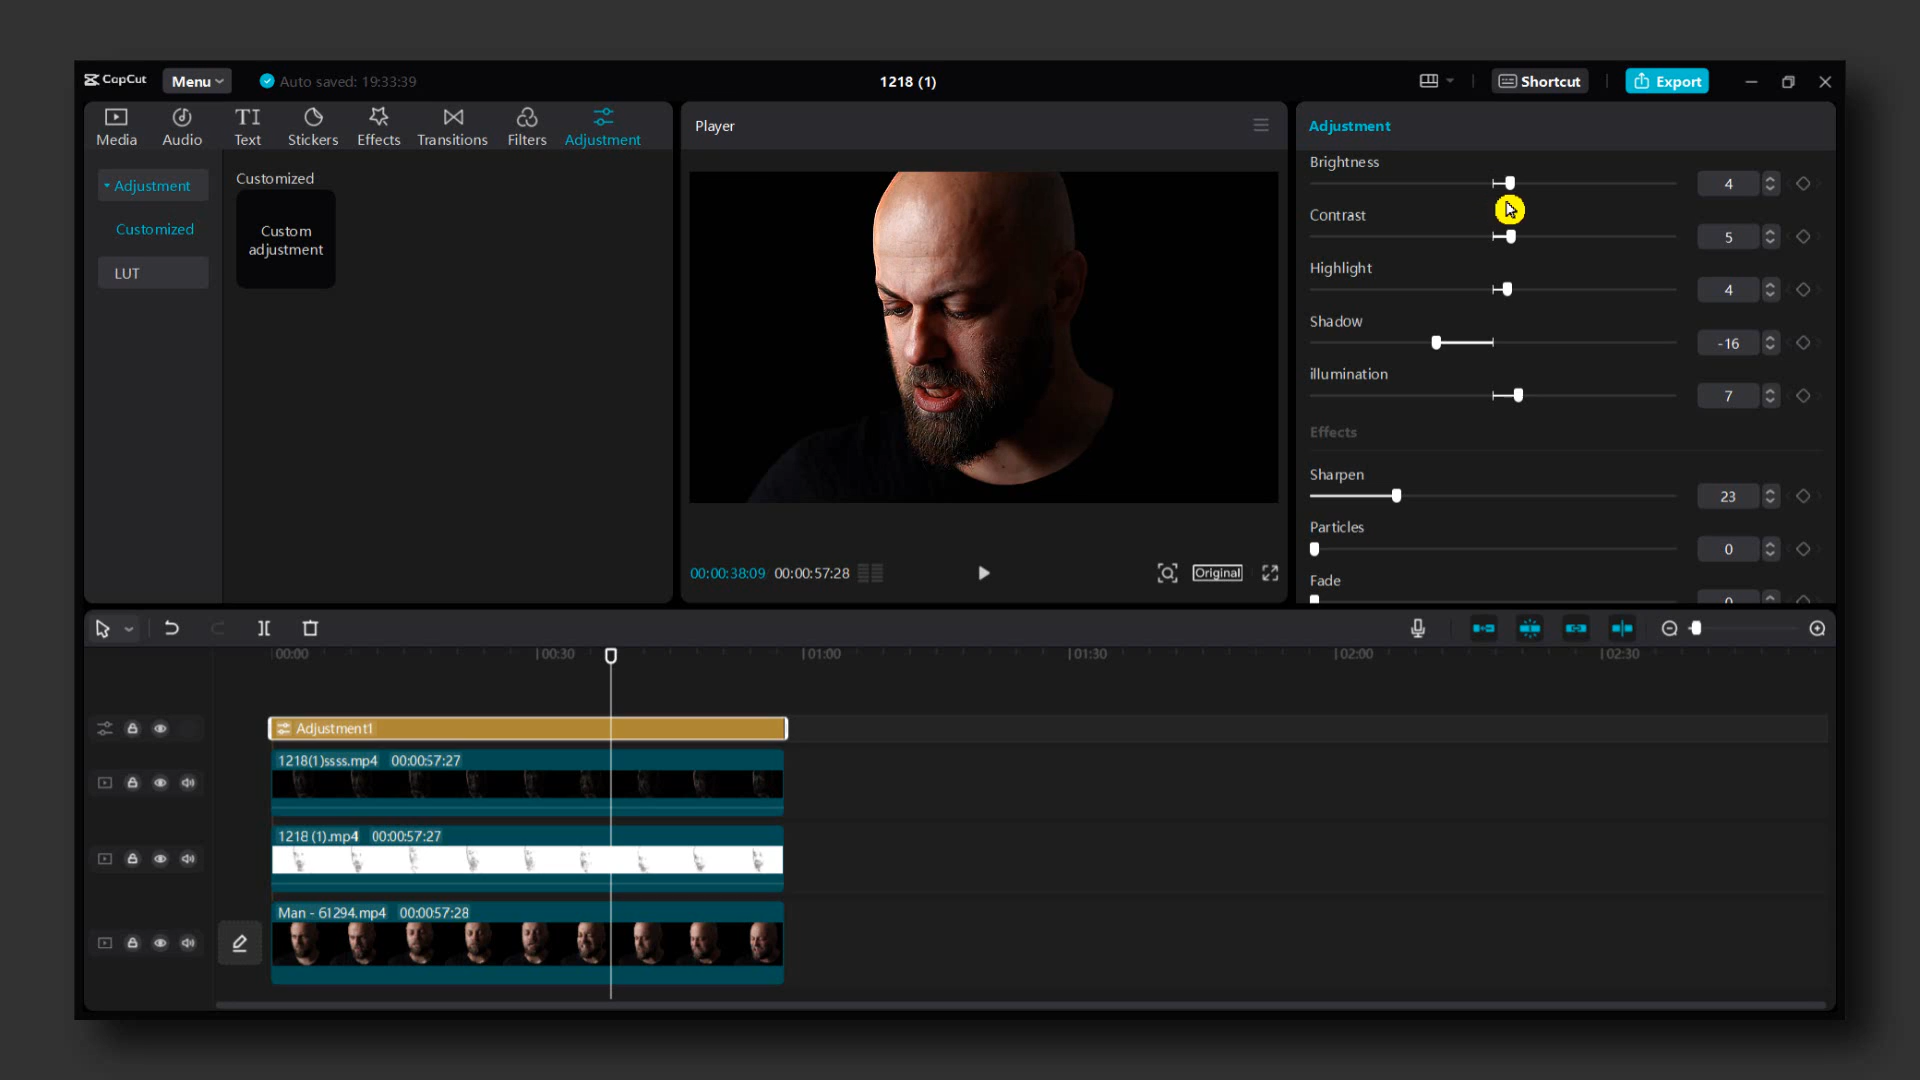 CapCut
Menu
Auto saved: 19:33:39
1218 (1)
Shortcut
Export
Media
Audio
TI
Text
Stickers
Effects
Transitions
Filters
Adjustment
Adjustment
Customized
LUT
Customized
Custom
adjustment
Player
00:00:38:09 00:00:57:28
Original
Adjustment
Brightness
4
Contrast
5
Highlight
4
Shadow
-16
illumination
7
Effects
Sharpen
23
Particles
0
Fade
0
00:00
00:30
01:00
01:30
02:00
02:30
Adjustment1
1218(1)ssss.mp4 00:00:57:27
1218 (1).mp4 00:00:57:27
Man - 61294.mp4 00:00:57:28